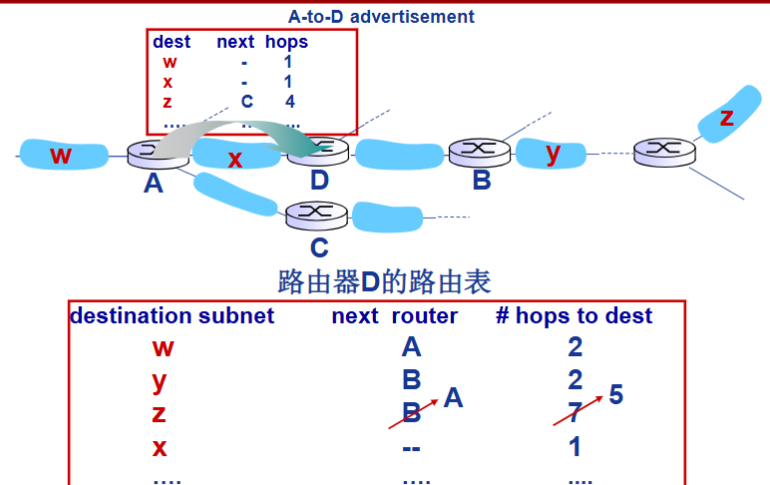 A-to-D advertisement
dest next hops
w - 1
x - 1
z C 4
.... .. ...
w x D y z
A D B
C
路由器D的路由表
destination subnet next router # hops to dest
w A 2
y B 2
z B A 7 5
x -- 1
.... .... ....